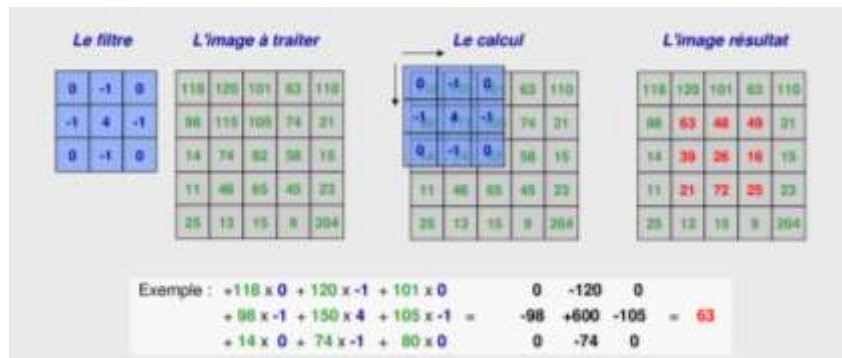 Le filtre L'image à traiter Le calcul L'image résultat
0 -1 0
-1 4 -1
0 -1 0
118 120 101 63 110
98 115 105 74 21
14 74 82 58 15
11 46 65 45 23
25 13 15 9 204
0 -1 0 63 110
-1 4 -1 74 21
0 -1 0 58 15
11 46 65 45 23
25 13 15 9 204
118 120 101 63 110
98 63 48 49 21
14 39 26 16 15
11 21 72 25 23
25 13 15 9 204
Exemple : +118 x 0 + 120 x -1 + 101 x 0 0 -120 0
+ 98 x -1 + 150 x 4 + 105 x -1 = -98 +600 -105 = 63
+ 14 x 0 + 74 x -1 + 80 x 0 0 -74 0